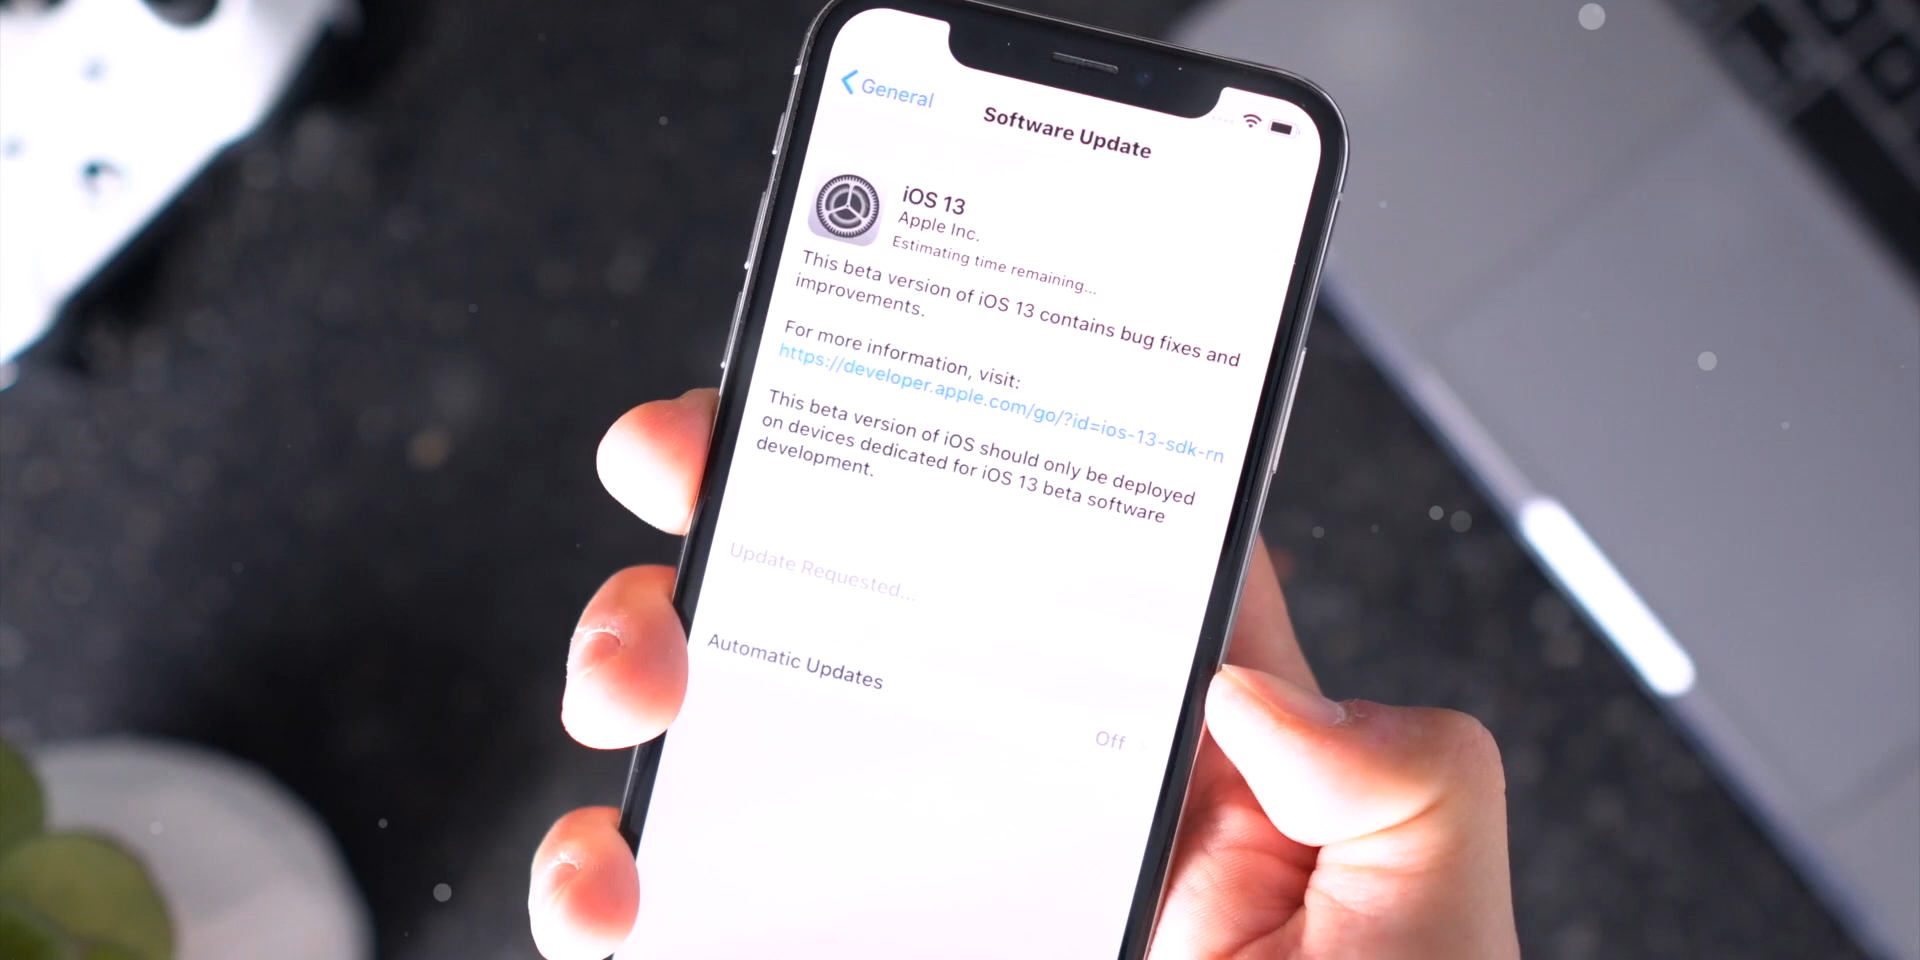 General
Software Update
iOS 13
Apple Inc.
Estimating time remaining...
This beta version of iOS 13 contains bug fixes and
improvements.
For more information, visit:
https://developer.apple.com/go/?id=ios-13-sdk-rn
This beta version of iOS should only be deployed
on devices dedicated for iOS 13 beta software
development.
Update Requested...
Automatic Updates
Off